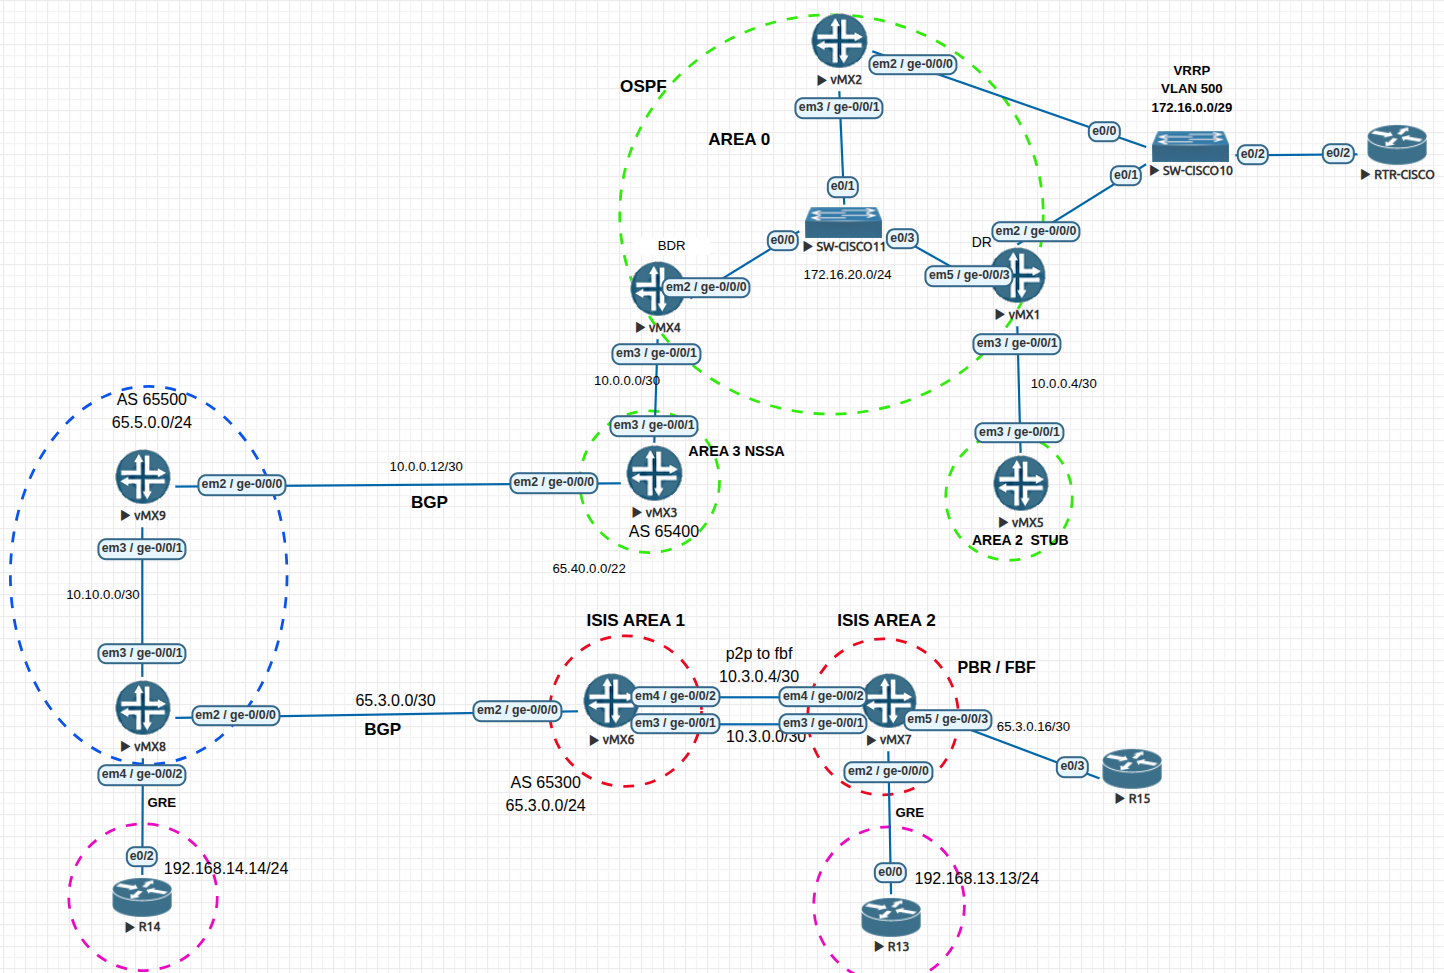 vMX2
em2 / ge-0/0/0
em3 / ge-0/0/1
OSPF
AREA 0
VRRP
VLAN 500
172.16.0.0/29
e0/0
e0/1
SW-CISCO10
e0/2
e0/2
RTR-CISCO
e0/1
SW-CISCO11
e0/0
e0/3
172.16.20.0/24
BDR
em2 / ge-0/0/0
vMX4
em3 / ge-0/0/1
DR
em2 / ge-0/0/0
em5 / ge-0/0/3
vMX1
em3 / ge-0/0/1
10.0.0.0/30
10.0.0.4/30
em3 / ge-0/0/1
AREA 3 NSSA
em2 / ge-0/0/0
vMX3
AS 65400
65.40.0.0/22
em3 / ge-0/0/1
vMX5
AREA 2 STUB
AS 65500
65.5.0.0/24
em2 / ge-0/0/0
10.0.0.12/30
BGP
vMX9
em3 / ge-0/0/1
10.10.0.0/30
em3 / ge-0/0/1
em2 / ge-0/0/0
vMX8
em4 / ge-0/0/2
65.3.0.0/30
BGP
em2 / ge-0/0/0
ISIS AREA 1
vMX6
em4 / ge-0/0/2
em3 / ge-0/0/1
AS 65300
65.3.0.0/24
p2p to fbf
10.3.0.4/30
10.3.0.0/30
ISIS AREA 2
em4 / ge-0/0/2
em3 / ge-0/0/1
vMX7
PBR / FBF
em5 / ge-0/0/3
65.3.0.16/30
e0/3
R15
em2 / ge-0/0/0
GRE
e0/0
192.168.13.13/24
R13
GRE
e0/2
192.168.14.14/24
R14